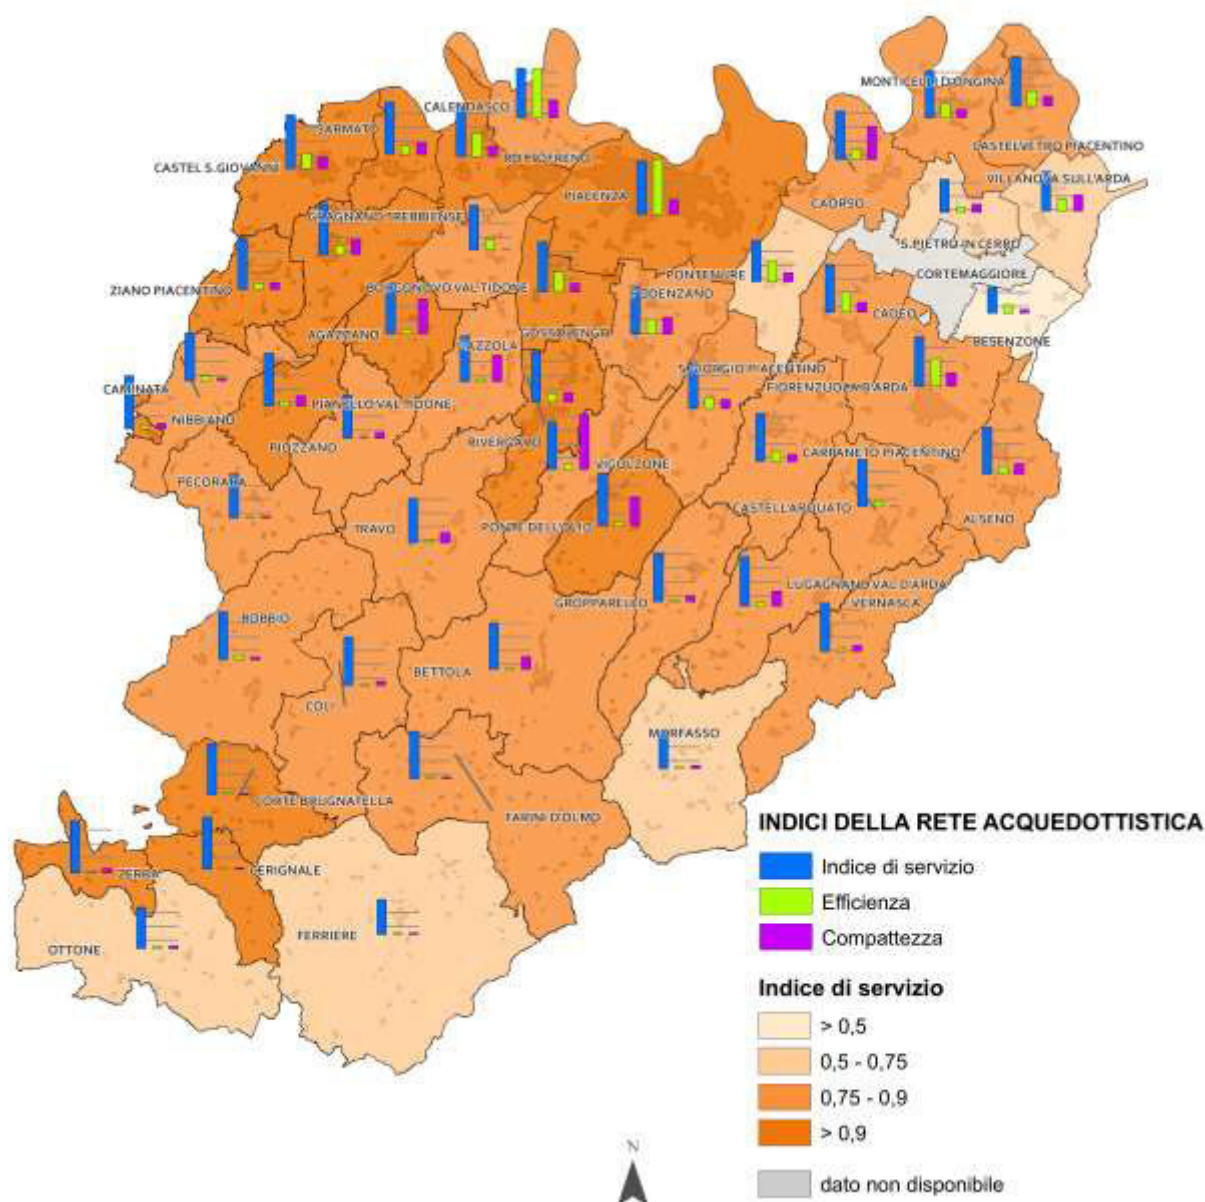 MONTICELLI D'ONGINA
CALENDASCO
SARMATO
CASTELVETRO PIACENTINO
ROTTOFRENO
CASTEL S.GIOVANNI
VILLANOVA SULL'ARDA
PIACENZA
CAORSO
GRAGNANO TREBBIENSE
S.PIETRO IN CERRO
PONTENURE
CORTEMAGGIORE
ZIANO PIACENTINO
BORGONOVO VAL TIDONE
PODENZANO
CADEO
AGAZZANO
GOSSOLENGO
BESENZONE
GAZZOLA
S.GIORGIO PIACENTINO
FIORENZUOLA D'ARDA
CAMINATA
PIANELLO VAL TIDONE
NIBBIANO
RIVERGARO
PIOZZANO
CARPANETO PIACENTINO
VIGOLZONE
PECORARA
CASTELL'ARQUATO
ALSENO
TRAVO
PONTE DELL'OLIO
LUGAGNANO VAL D'ARDA
GROPPARELLO
VERNASCA
BOBBIO
BETTOLA
COLI
MORFASSO
CORTE BRUGNATELLA
FARINI D'OLMO
ZERBA
CERIGNALE
FERRIERE
OTTONE
INDICI DELLA RETE ACQUEDOTTISTICA
Indice di servizio
Efficienza
Compattezza
Indice di servizio
> 0,5
0,5 - 0,75
0,75 - 0,9
> 0,9
dato non disponibile
N